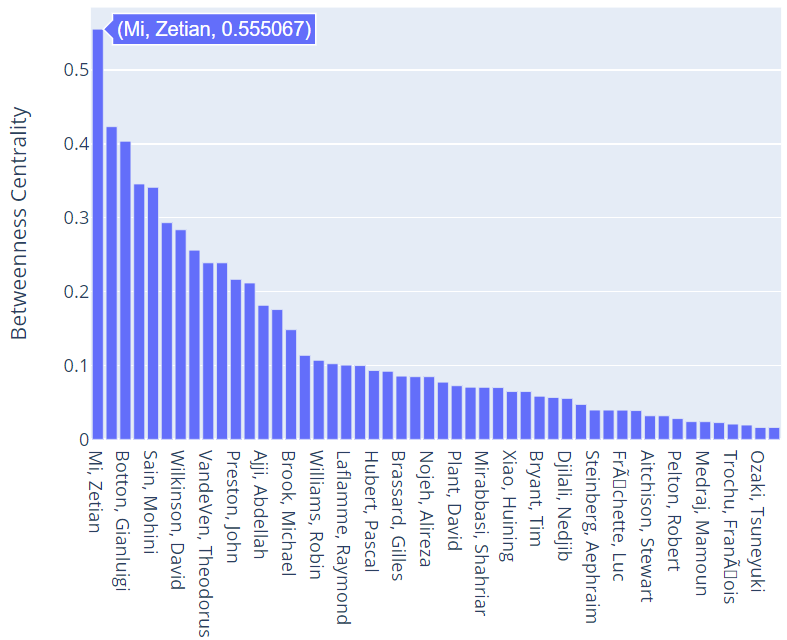 (Mi, Zetian, 0.555067)
Betweenness Centrality
0.5
0.4
0.3
0.2
0.1
0
Mi, Zetian
Botton, Gianluigi
Sain, Mohini
Wilkinson, David
VandeVen, Theodorus
Preston, John
Ajji, Abdellah
Brook, Michael
Williams, Robin
Laflamme, Raymond
Hubert, Pascal
Brassard, Gilles
Nojeh, Alireza
Plant, David
Mirabbasi, Shahriar
Xiao, Huining
Bryant, Tim
Djilali, Nedjib
Steinberg, Aephraim
FrÃ▯chette, Luc
Aitchison, Stewart
Pelton, Robert
Medraj, Mamoun
Trochu, FranÃ▯ois
Ozaki, Tsuneyuki